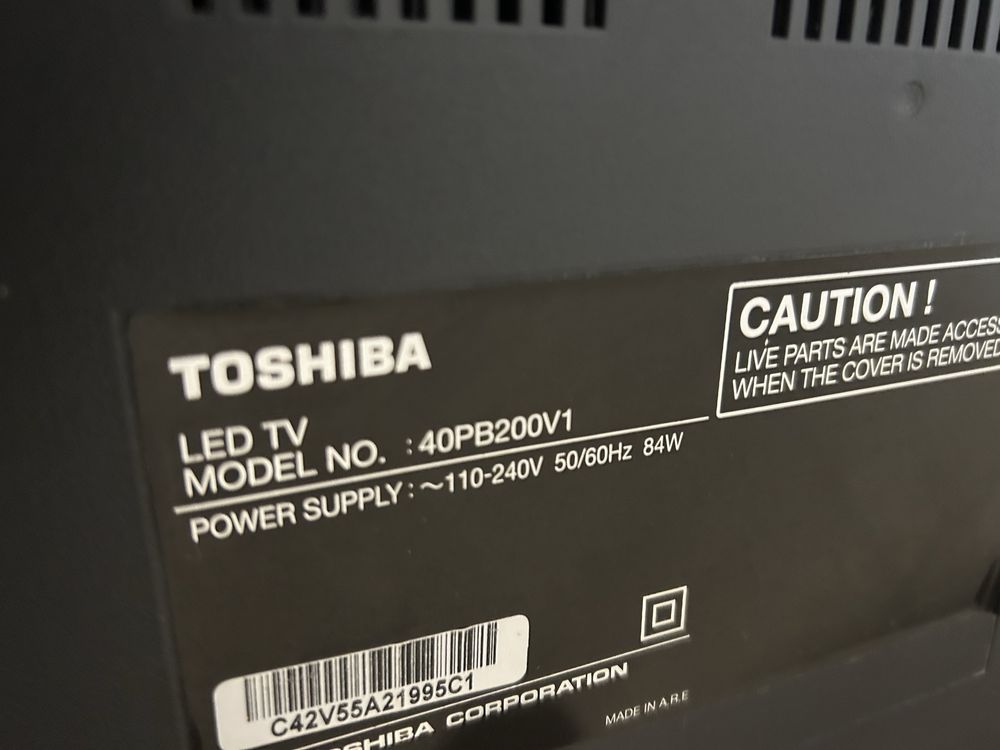 TOSHIBA
LED TV
MODEL NO. : 40PB200V1
POWER SUPPLY : ~110-240V 50/60Hz 84W
CAUTION !
LIVE PARTS ARE MADE ACCESS
WHEN THE COVER IS REMOVED
C42V55A21995C1
OSHIBA CORPORATION
MADE IN A.R.E